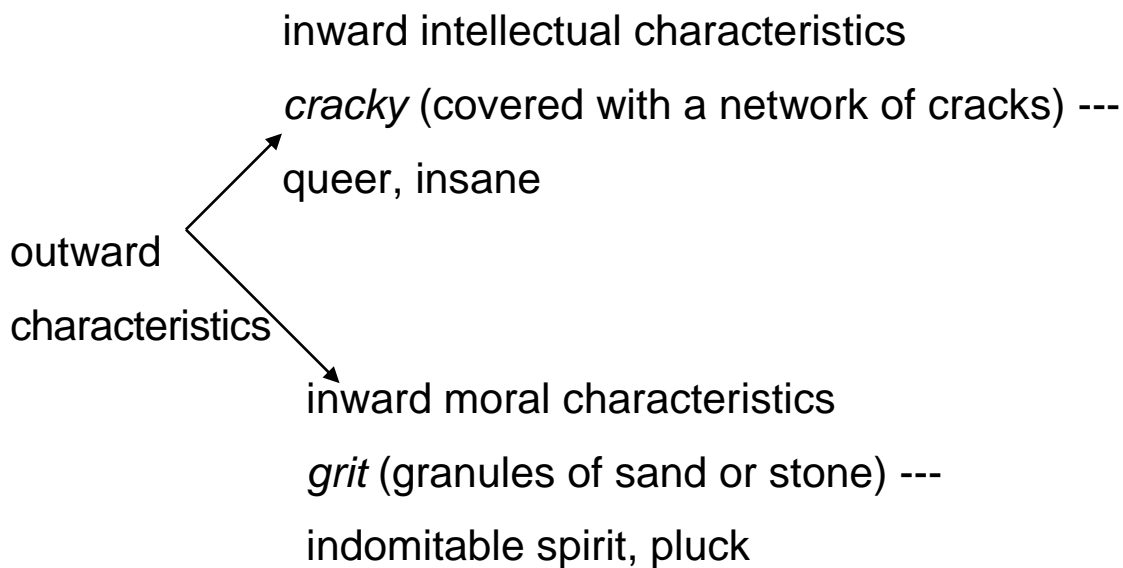 inward intellectual characteristics
cracky (covered with a network of cracks) ---
queer, insane
outward
characteristics
inward moral characteristics
grit (granules of sand or stone) ---
indomitable spirit, pluck